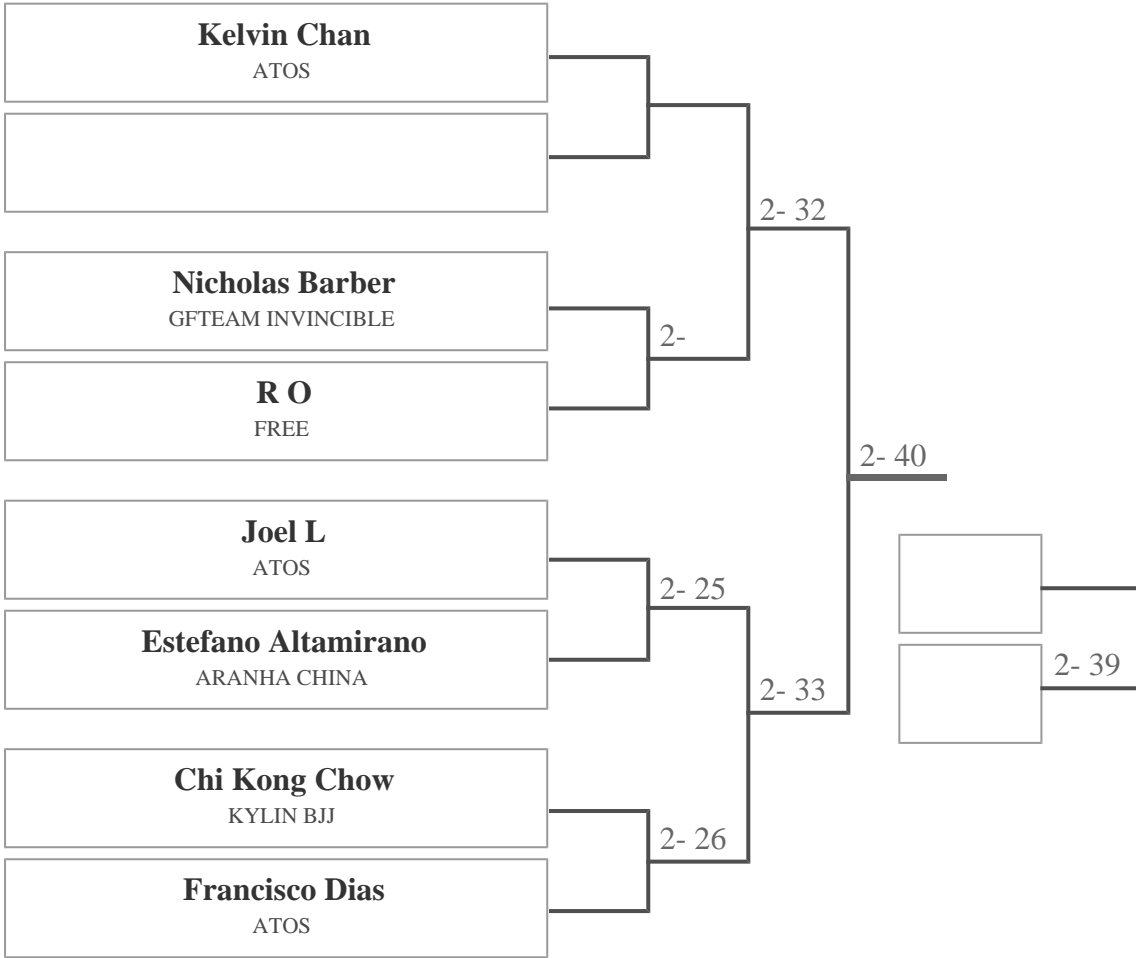 Kelvin Chan
ATOS
2- 32
Nicholas Barber
GFTEAM INVINCIBLE
2-
R O
FREE
2- 40
Joel L
ATOS
2- 25
Estefano Altamirano
ARANHA CHINA
2- 39
2- 33
Chi Kong Chow
KYLIN BJJ
2- 26
Francisco Dias
ATOS